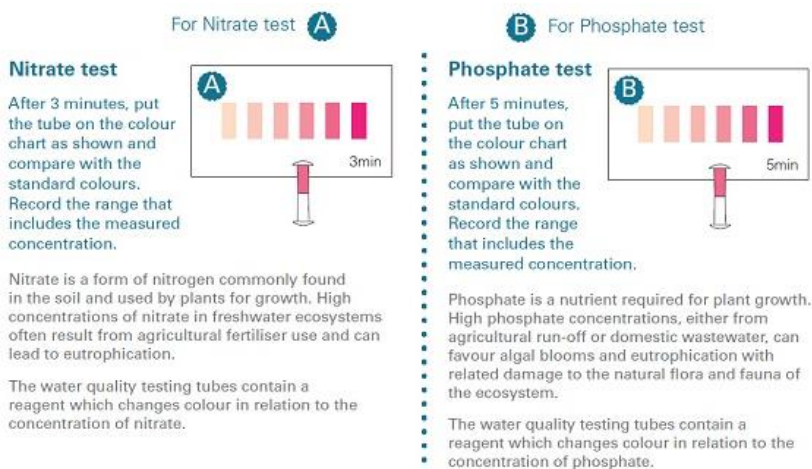 For Nitrate test A
Nitrate test
After 3 minutes, put
the tube on the colour
chart as shown and
compare with the
standard colours.
Record the range that
includes the measured
concentration.
A
3min
Nitrate is a form of nitrogen commonly found
in the soil and used by plants for growth. High
concentrations of nitrate in freshwater ecosystems
often result from agricultural fertiliser use and can
lead to eutrophication.
The water quality testing tubes contain a
reagent which changes colour in relation to the
concentration of nitrate.
B For Phosphate test
Phosphate test
After 5 minutes,
put the tube on
the colour chart
as shown and
compare with the
standard colours.
Record the range
that includes the
measured concentration.
B
5min
Phosphate is a nutrient required for plant growth.
High phosphate concentrations, either from
agricultural run-off or domestic wastewater, can
favour algal blooms and eutrophication with
related damage to the natural flora and fauna of
the ecosystem.
The water quality testing tubes contain a
reagent which changes colour in relation to the
concentration of phosphate.